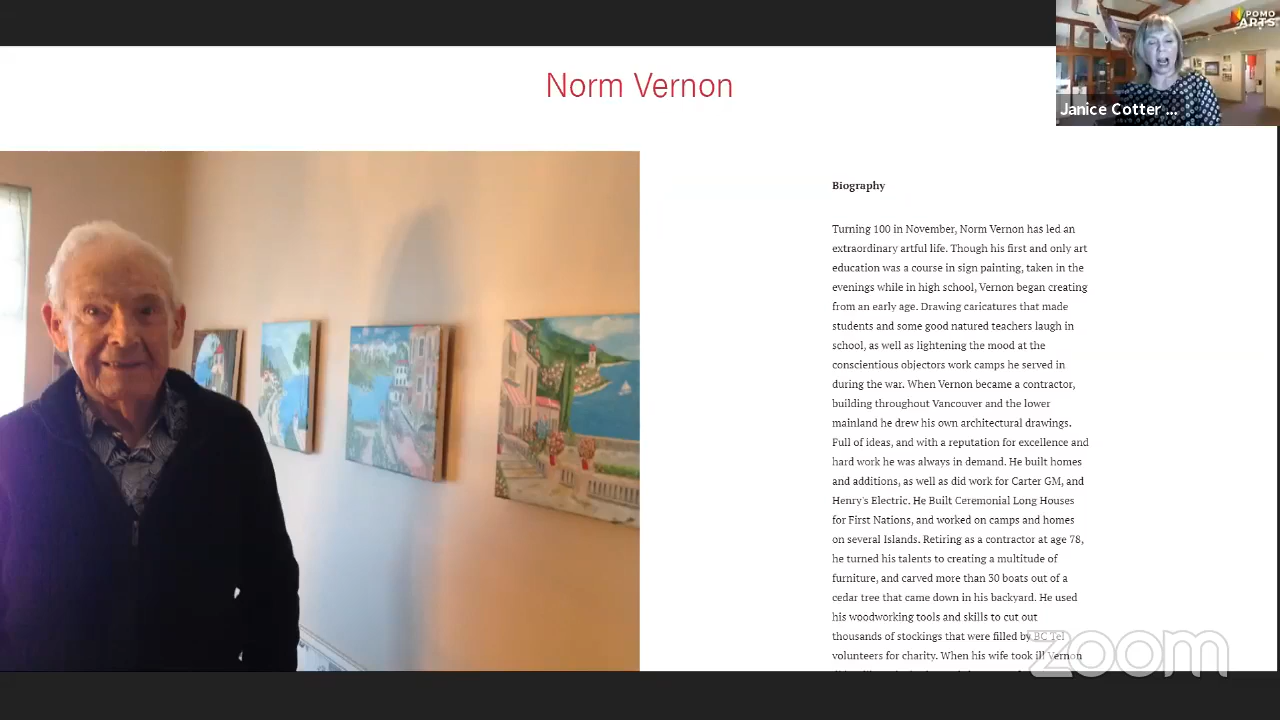 Norm Vernon
POMO
ARTS
Janice Cotter ...
Biography
Turning 100 in November, Norm Vernon has led an
extraordinary artful life. Though his first and only art
education was a course in sign painting, taken in the
evenings while in high school, Vernon began creating
from an early age. Drawing caricatures that made
students and some good natured teachers laugh in
school, as well as lightening the mood at the
conscientious objectors work camps he served in
during the war. When Vernon became a contractor,
building throughout Vancouver and the lower
mainland he drew his own architectural drawings.
Full of ideas, and with a reputation for excellence and
hard work he was always in demand. He built homes
and additions, as well as did work for Carter GM, and
Henry's Electric. He Built Ceremonial Long Houses
for First Nations, and worked on camps and homes
on several Islands. Retiring as a contractor at age 78,
he turned his talents to creating a multitude of
furniture, and carved more than 30 boats out of a
cedar tree that came down in his backyard. He used
his woodworking tools and skills to cut out
thousands of stockings that were filled by BC Tel
volunteers for charity. When his wife took ill Vernon
zoom